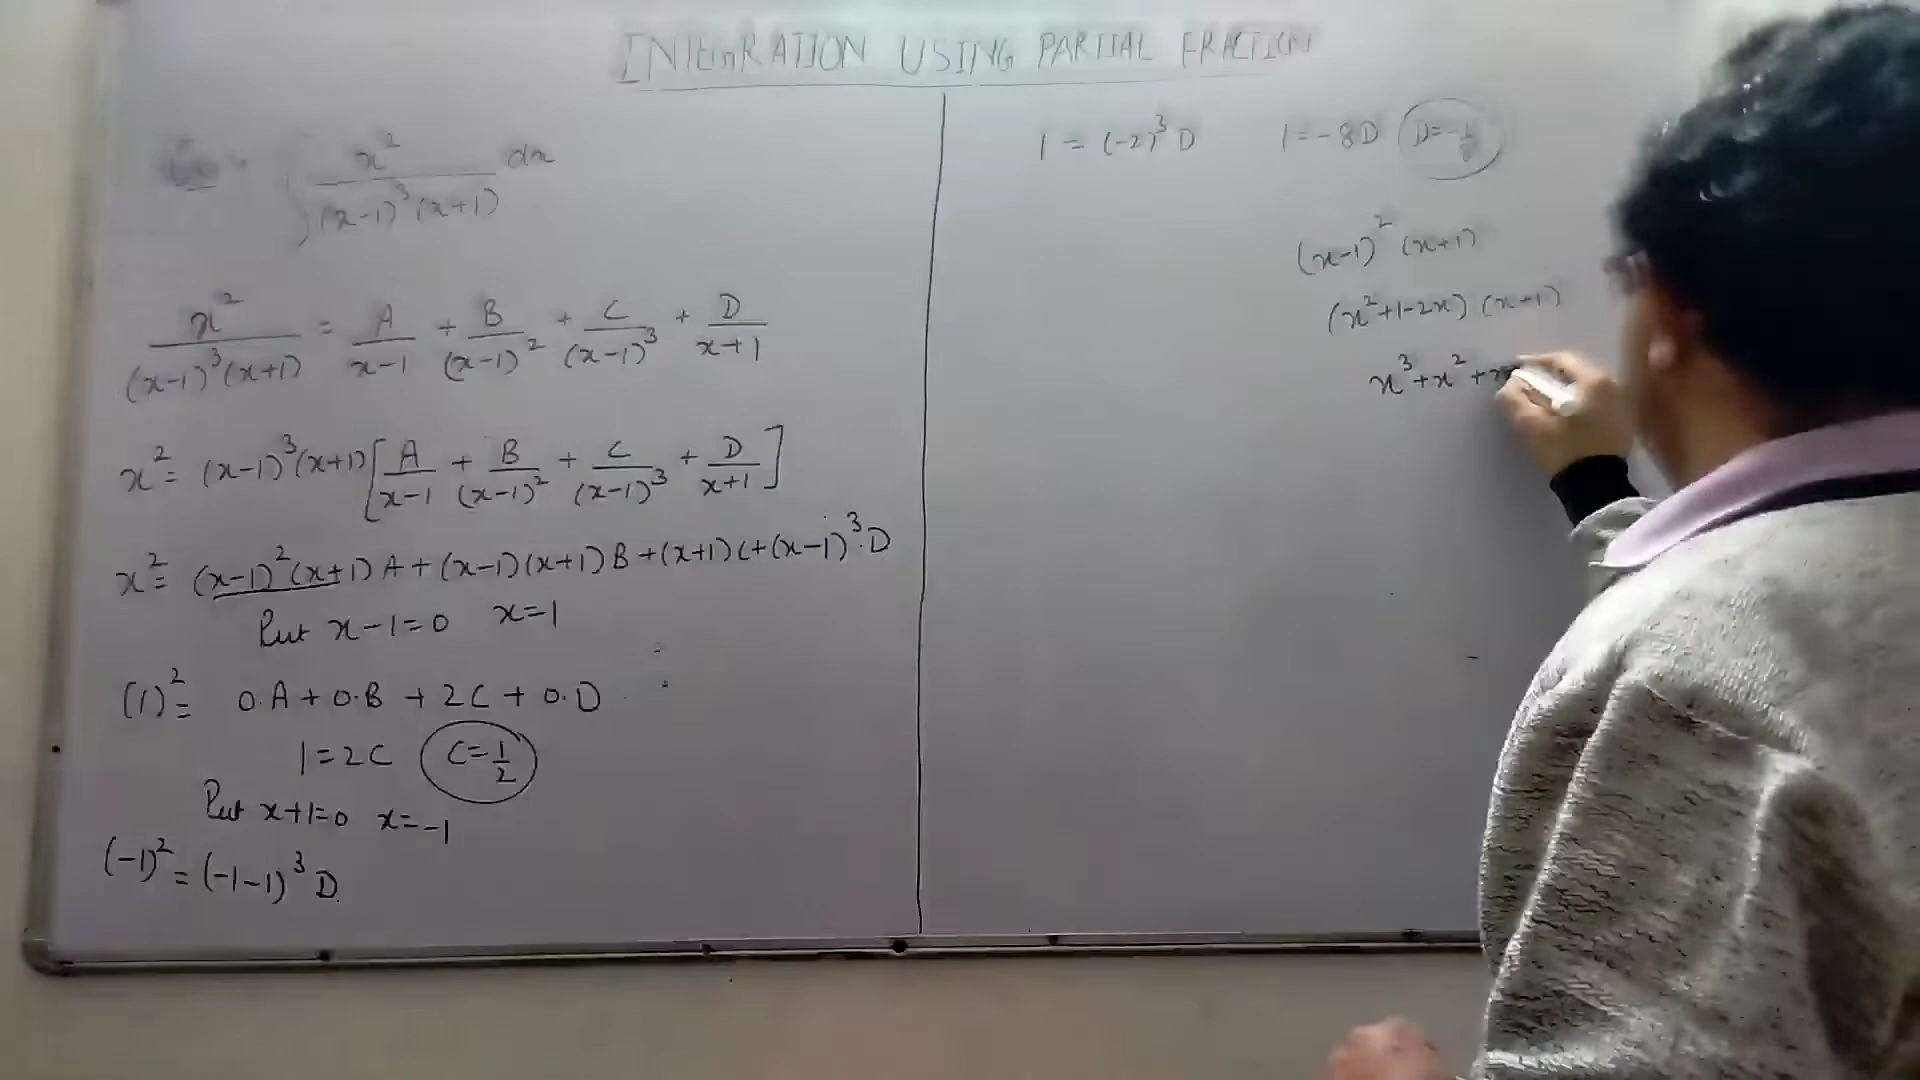 INTEGRATION USING PARTIAL FRACTION
∫ x² / (x-1)³(x+1) dx
x² / (x-1)³(x+1) = A / x-1 + B / (x-1)² + C / (x-1)³ + D / x+1
x² = (x-1)³(x+1) [ A / x-1 + B / (x-1)² + C / (x-1)³ + D / x+1 ]
x² = (x-1)²(x+1) A + (x-1)(x+1) B + (x+1) C + (x-1)³.D
Put x-1=0 x=1
(1)² = 0.A + 0.B + 2C + 0.D
1=2C C=1/2
Put x+1=0 x=-1
(-1)² = (-1-1)³ D.
1 = (-2)³ D 1=-8D D=-1/8
(x-1)² (x+1)
(x²+1-2x) (x+1)
x³+x²+x